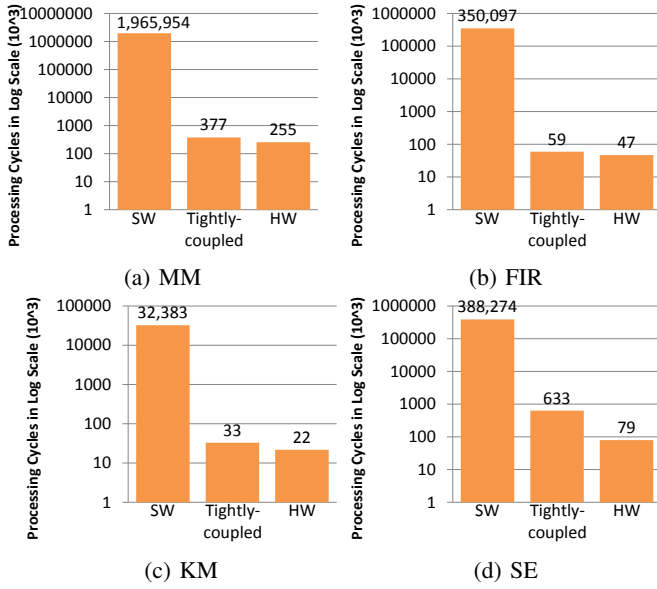 Processing Cycles in Log Scale (10^3)
10000000
1000000
100000
10000
1000
100
10
1
1,965,954
377
255
SW
Tightly-
coupled
HW
(a) MM
Processing Cycles in Log Scale (10^3)
1000000
100000
10000
1000
100
10
1
350,097
59
47
SW
Tightly-
coupled
HW
(b) FIR
Processing Cycles in Log Scale (10^3)
100000
10000
1000
100
10
1
32,383
33
22
SW
Tightly-
coupled
HW
(c) KM
Processing Cycles in Log Scale (10^3)
1000000
100000
10000
1000
100
10
1
388,274
633
79
SW
Tightly-
coupled
HW
(d) SE